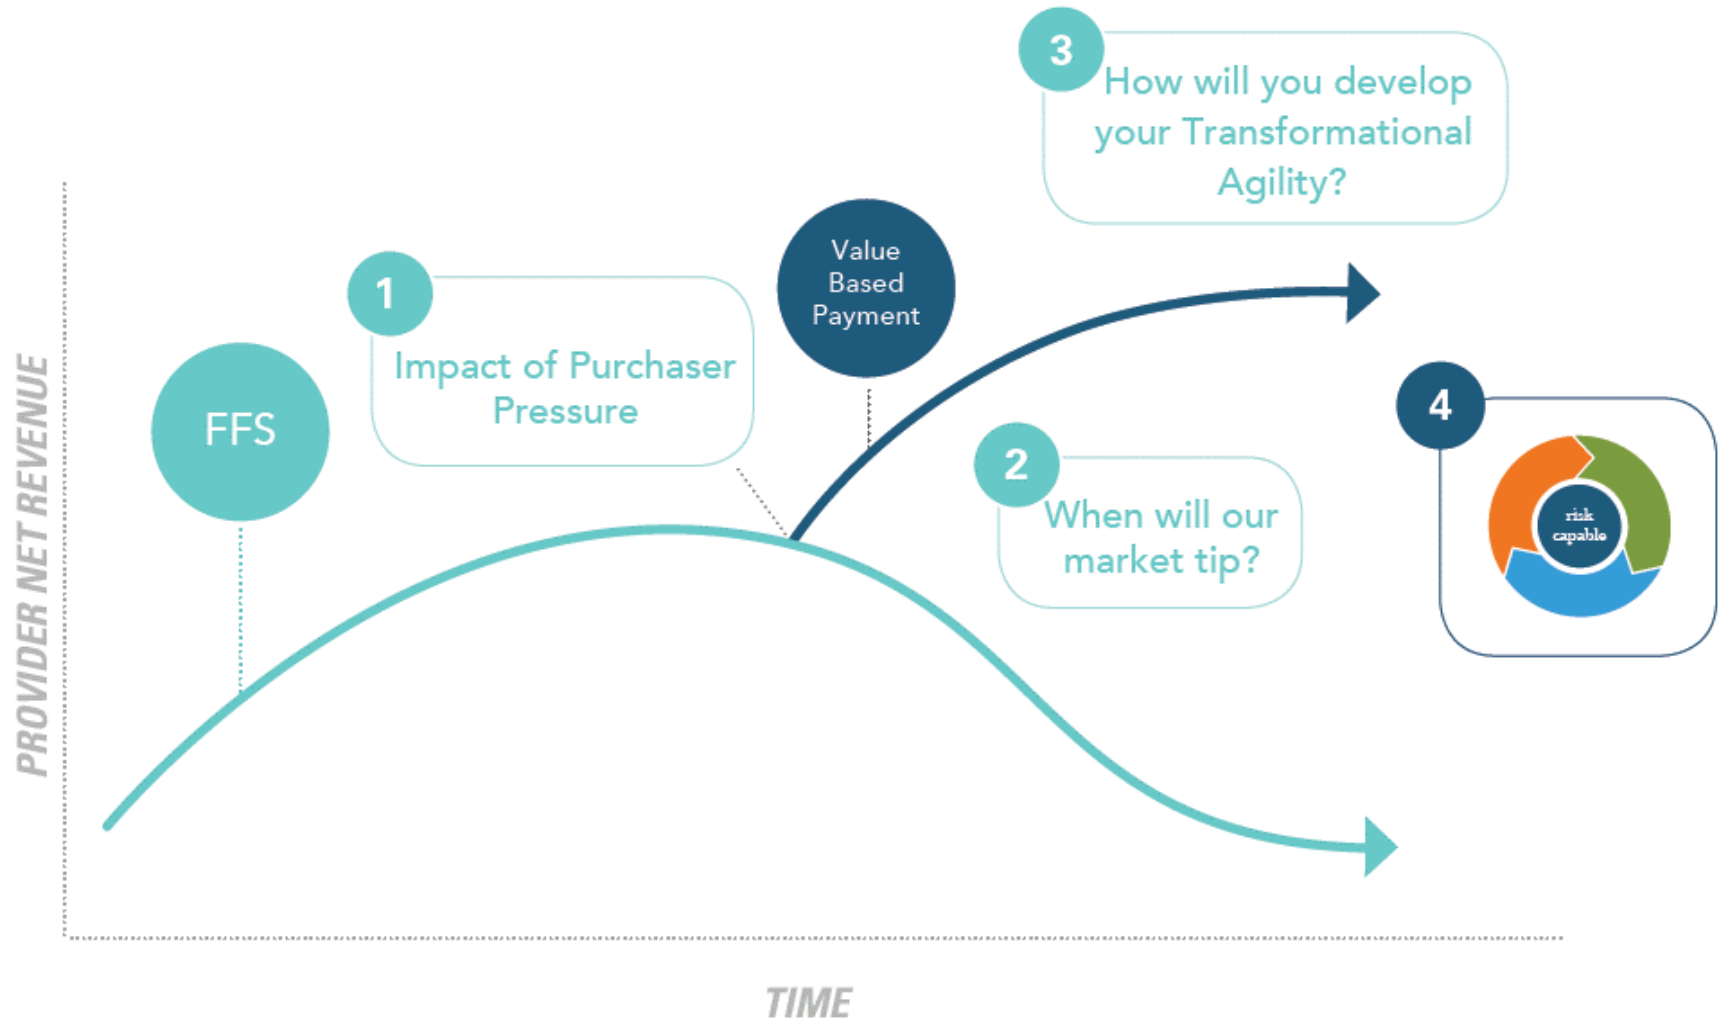 3
How will you develop
your Transformational
Agility?
Value
Based
Payment
1
Impact of Purchaser
Pressure
FFS
4
risk
capable
2
When will our
market tip?
PROVIDER NET REVENUE
TIME